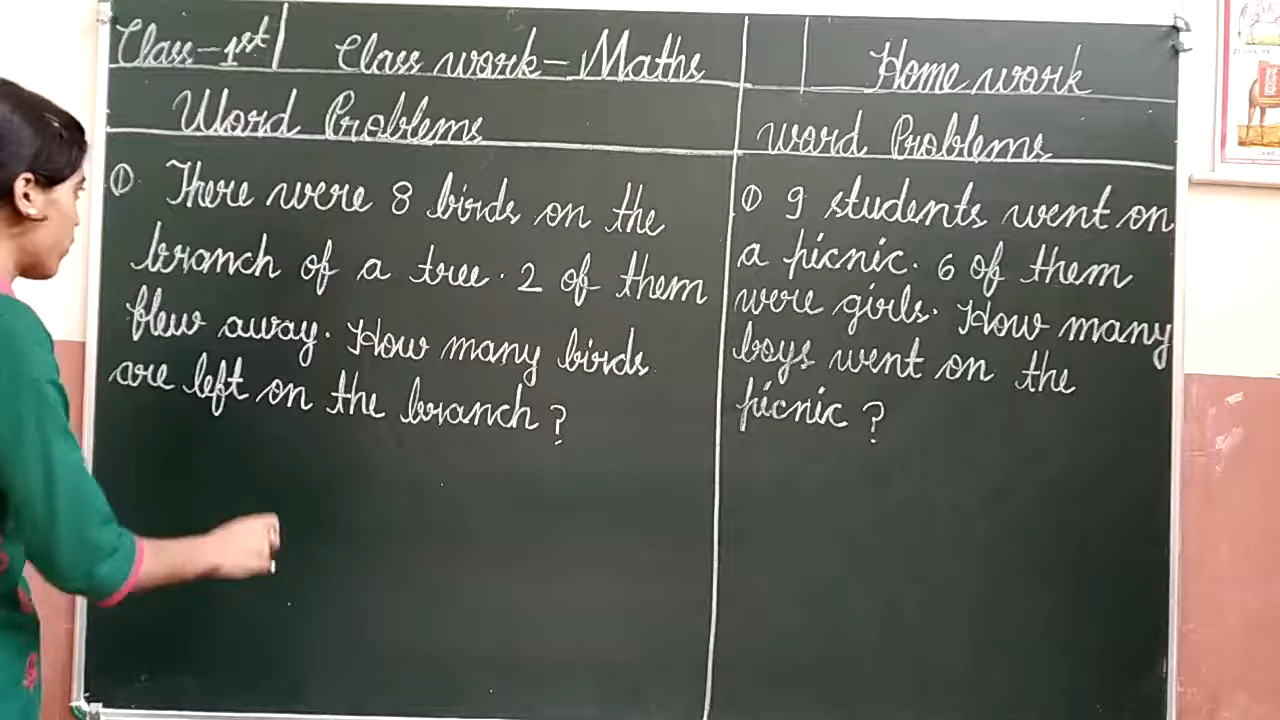 Class-1st
Class work-Maths
Word Problems
① There were 8 birds on the
branch of a tree. 2 of them
flew away. How many birds
are left on the branch?
Home work
word Problems
① 9 students went on
a picnic. 6 of them
were girls. How many
boys went on the
picnic?